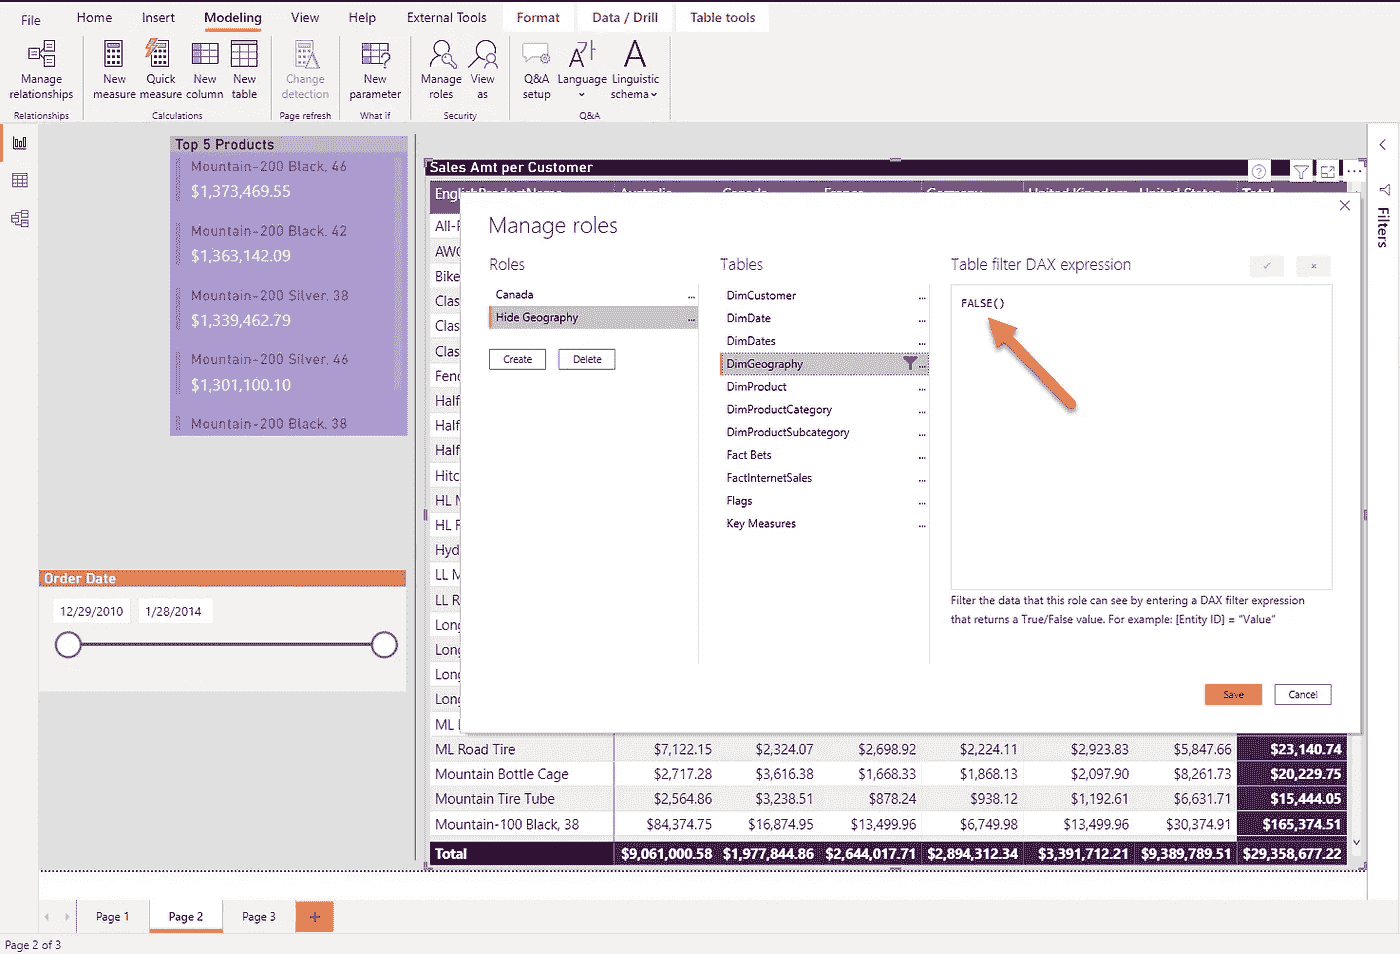 File Home Insert Modeling View Help External Tools Format Data / Drill Table tools
Manage relationships
New measure
Quick measure
New column
New table
Change detection
New parameter
Manage roles
View as
Q&A setup
Language
Linguistic schema
Relationships Calculations Page refresh What if Security Q&A
Top 5 Products
Mountain-200 Black, 46
$1,373,469.55
Mountain-200 Black, 42
$1,363,142.09
Mountain-200 Silver, 38
$1,339,462.79
Mountain-200 Silver, 46
$1,301,100.10
Mountain-200 Black, 38
Order Date
12/29/2010 1/28/2014
Sales Amt per Customer
EnglishProductName Australia Canada France Germany United Kingdom United States Total
All-
AWC
Bike
Clas
Clas
Clas
Fenc
Half
Half
Half
Hitc
HL
HL
Hyd
LL
LL
Long
Long
Long
Long
ML
Manage roles
Roles
Canada ...
Hide Geography ...
Create Delete
Tables
DimCustomer ...
DimDate ...
DimDates ...
DimGeography ...
DimProduct ...
DimProductCategory ...
DimProductSubcategory ...
Fact Bets ...
FactInternetSales ...
Flags ...
Key Measures ...
Table filter DAX expression
FALSE()
Filter the data that this role can see by entering a DAX filter expression
that returns a True/False value. For example: [Entity ID] = “Value”
Save Cancel
ML Road Tire $7,122.15 $2,324.07 $2,698.92 $2,224.11 $2,923.83 $5,847.66 $23,140.74
Mountain Bottle Cage $2,717.28 $3,616.38 $1,668.33 $1,868.13 $2,097.90 $8,261.73 $20,229.75
Mountain Tire Tube $2,564.86 $3,238.51 $878.24 $938.12 $1,192.61 $6,631.71 $15,444.05
Mountain-100 Black, 38 $84,374.75 $16,874.95 $13,499.96 $6,749.98 $13,499.96 $30,374.91 $165,374.51
Total $9,061,000.58 $1,977,844.86 $2,644,017.71 $2,894,312.34 $3,391,712.21 $9,389,789.51 $29,358,677.22
Filters
Page 1 Page 2 Page 3 +
Page 2 of 3